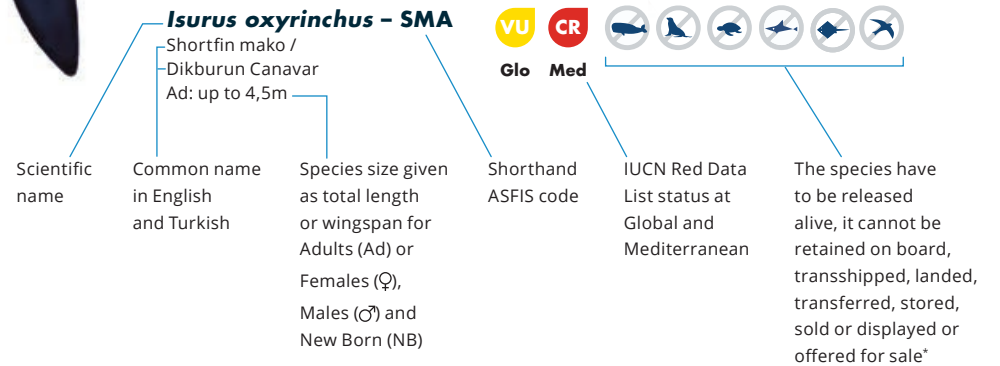 Isurus oxyrinchus – SMA
Shortfin mako /
Dikburun Canavar
Ad: up to 4,5m
VU CR
Glo Med
Scientific
name
Common name
in English
and Turkish
Species size given
as total length
or wingspan for
Adults (Ad) or
Females (♀),
Males (♂) and
New Born (NB)
Shorthand
ASFIS code
IUCN Red Data
List status at
Global and
Mediterranean
The species have
to be released
alive, it cannot be
retained on board,
transshipped, landed,
transferred, stored,
sold or displayed or
offered for sale*